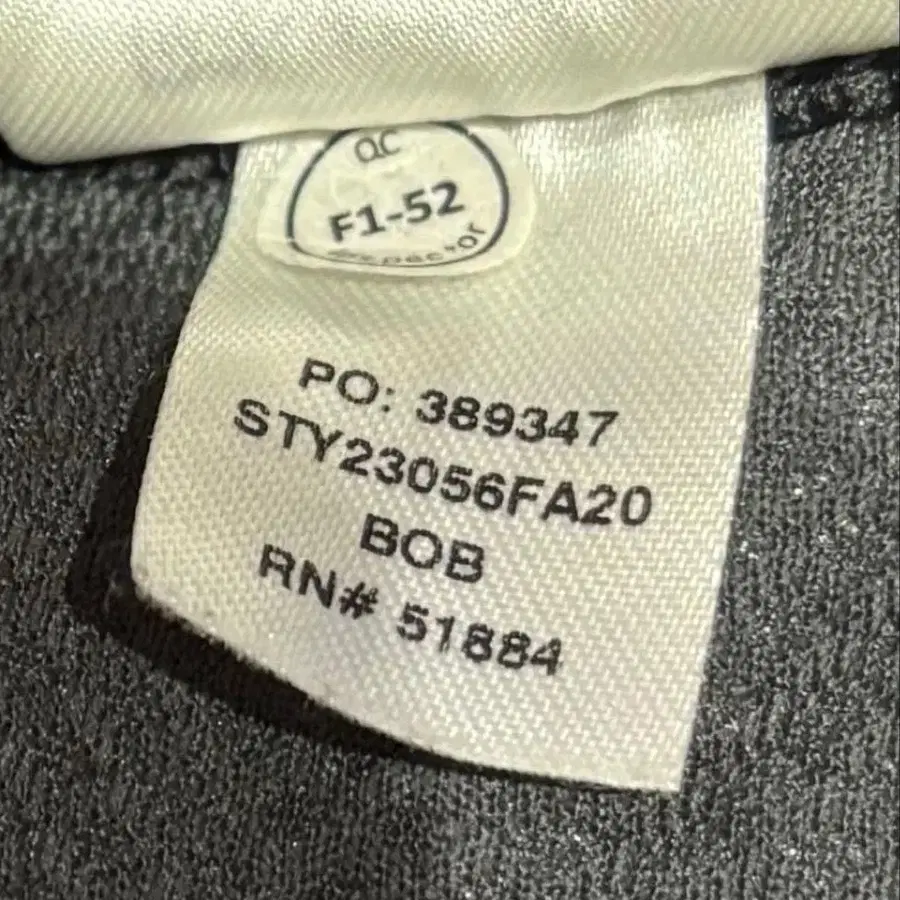 QC
F1-52
PO: 389347
STY23056FA20
BOB
RN# 51884